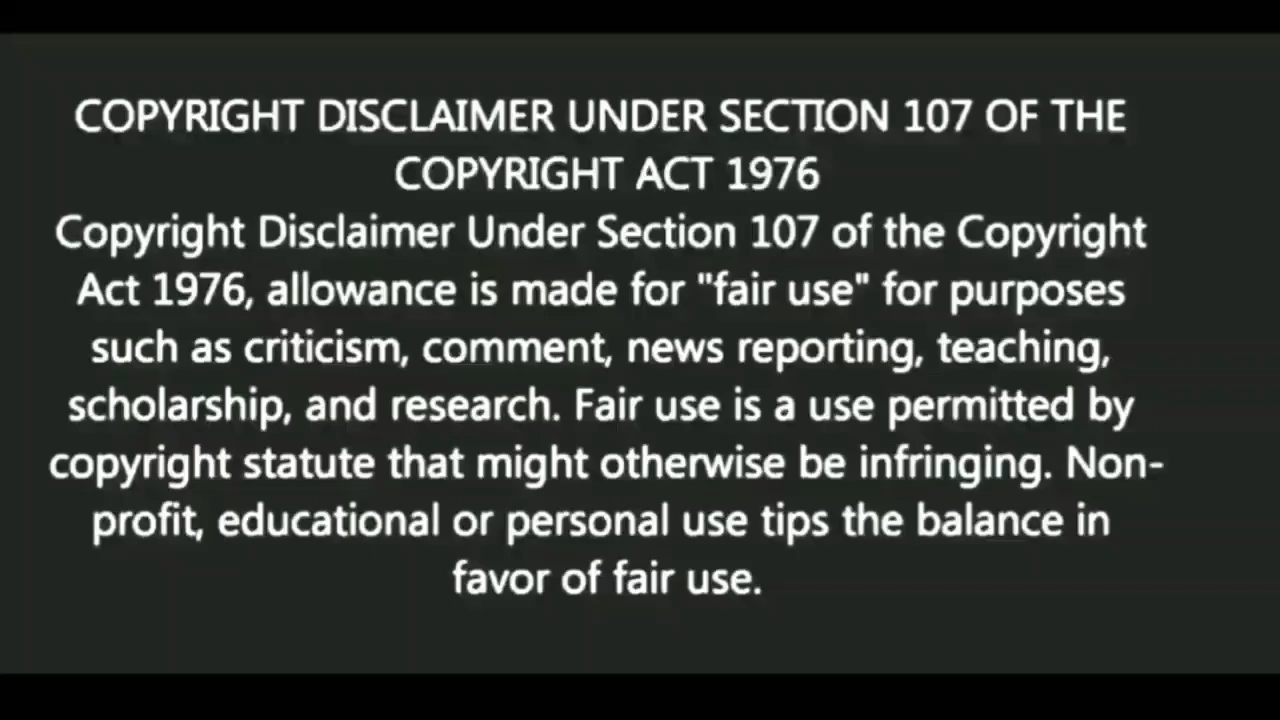 COPYRIGHT DISCLAIMER UNDER SECTION 107 OF THE
COPYRIGHT ACT 1976
Copyright Disclaimer Under Section 107 of the Copyright
Act 1976, allowance is made for "fair use" for purposes
such as criticism, comment, news reporting, teaching,
scholarship, and research. Fair use is a use permitted by
copyright statute that might otherwise be infringing. Non-
profit, educational or personal use tips the balance in
favor of fair use.